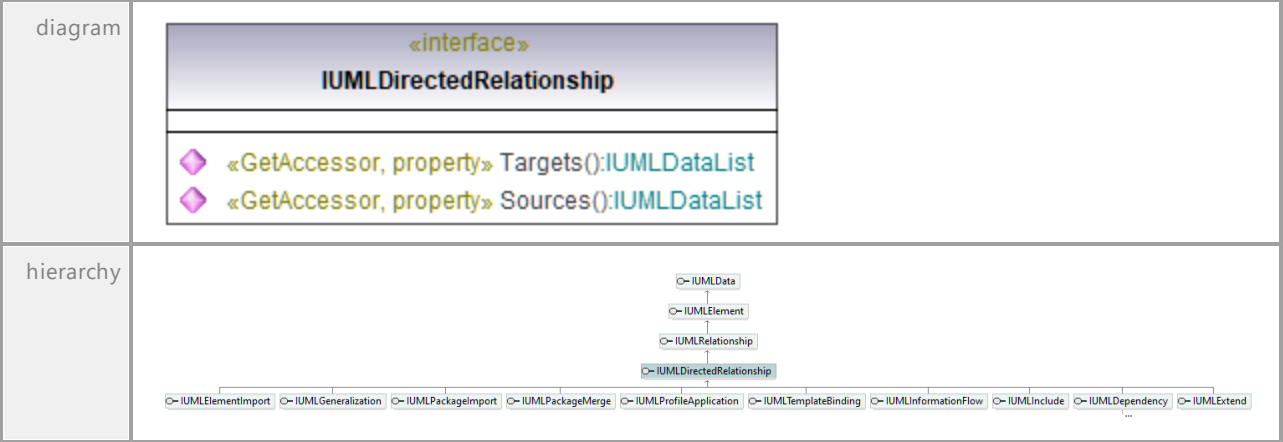 diagram
«interface»
IUMLDirectedRelationship
«GetAccessor, property» Targets():IUMLDataList
«GetAccessor, property» Sources():IUMLDataList
hierarchy
IUMLData
IUMLElement
IUMLRelationship
IUMLDirectedRelationship
IUMLElementImport IUMLGeneralization IUMLPackageImport IUMLPackageMerge IUMLProfileApplication IUMLTemplateBinding IUMLInformationFlow IUMLInclude IUMLDependency IUMLExtend
...